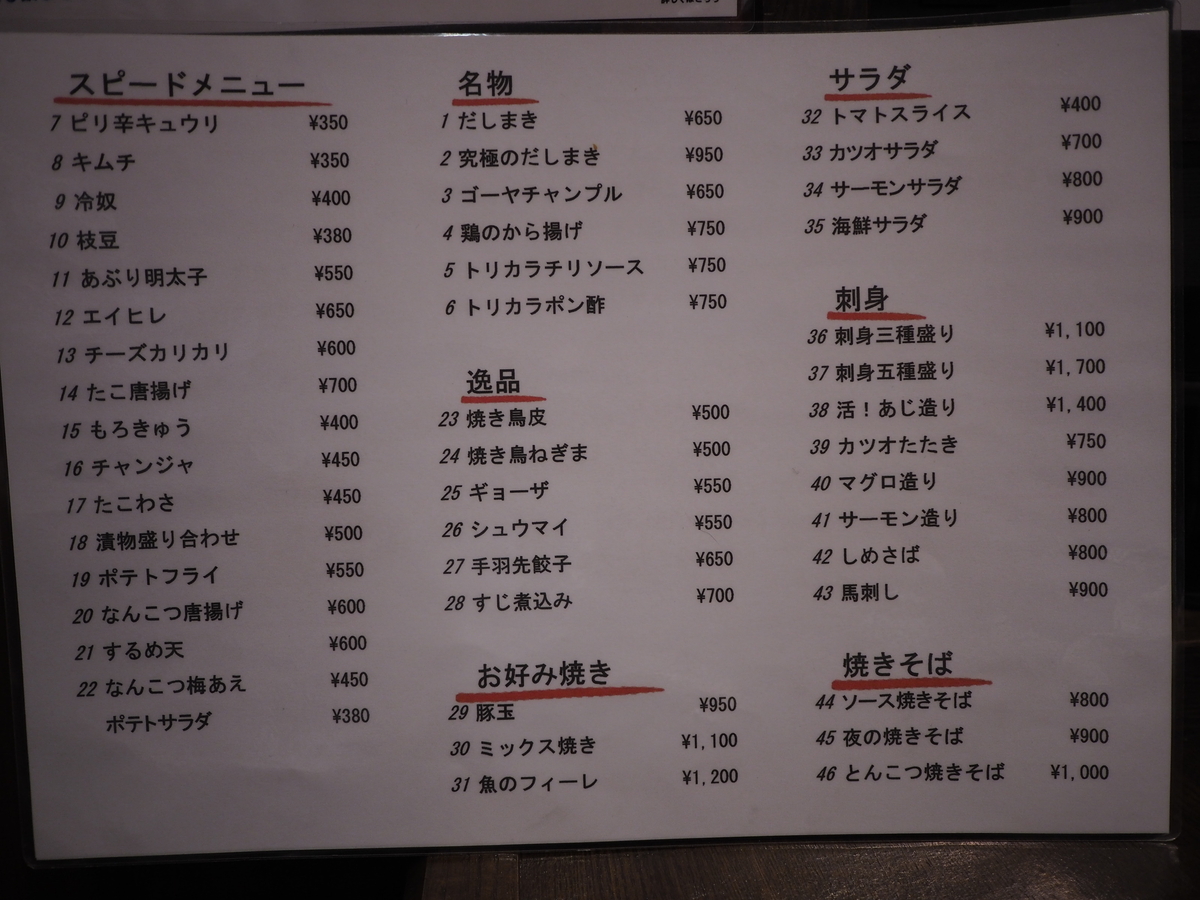 スピードメニュー
7 ピリ辛キュウリ ¥350
8 キムチ ¥350
9 冷奴 ¥400
10 枝豆 ¥380
11 あぶり明太子 ¥550
12 エイヒレ ¥650
13 チーズカリカリ ¥600
14 たこ唐揚げ ¥700
15 もろきゅう ¥400
16 チャンジャ ¥450
17 たこわさ ¥450
18 漬物盛り合わせ ¥500
19 ポテトフライ ¥550
20 なんこつ唐揚げ ¥600
21 するめ天 ¥600
22 なんこつ梅あえ ¥450
ポテトサラダ ¥380
名物
1 だしまき ¥650
2 究極のだしまき ¥950
3 ゴーヤチャンプル ¥650
4 鶏のから揚げ ¥750
5 トリカラチリソース ¥750
6 トリカラポン酢 ¥750
逸品
23 焼き鳥皮 ¥500
24 焼き鳥ねぎま ¥500
25 ギョーザ ¥550
26 シュウマイ ¥550
27 手羽先餃子 ¥650
28 すじ煮込み ¥700
お好み焼き
29 豚玉 ¥950
30 ミックス焼き ¥1,100
31 魚のフィーレ ¥1,200
サラダ
32 トマトスライス ¥400
33 カツオサラダ ¥700
34 サーモンサラダ ¥800
35 海鮮サラダ ¥900
刺身
36 刺身三種盛り ¥1,100
37 刺身五種盛り ¥1,700
38 活！あじ造り ¥1,400
39 カツオたたき ¥750
40 マグロ造り ¥900
41 サーモン造り ¥800
42 しめさば ¥800
43 馬刺し ¥900
焼きそば
44 ソース焼きそば ¥800
45 夜の焼きそば ¥900
46 とんこつ焼きそば ¥1,000